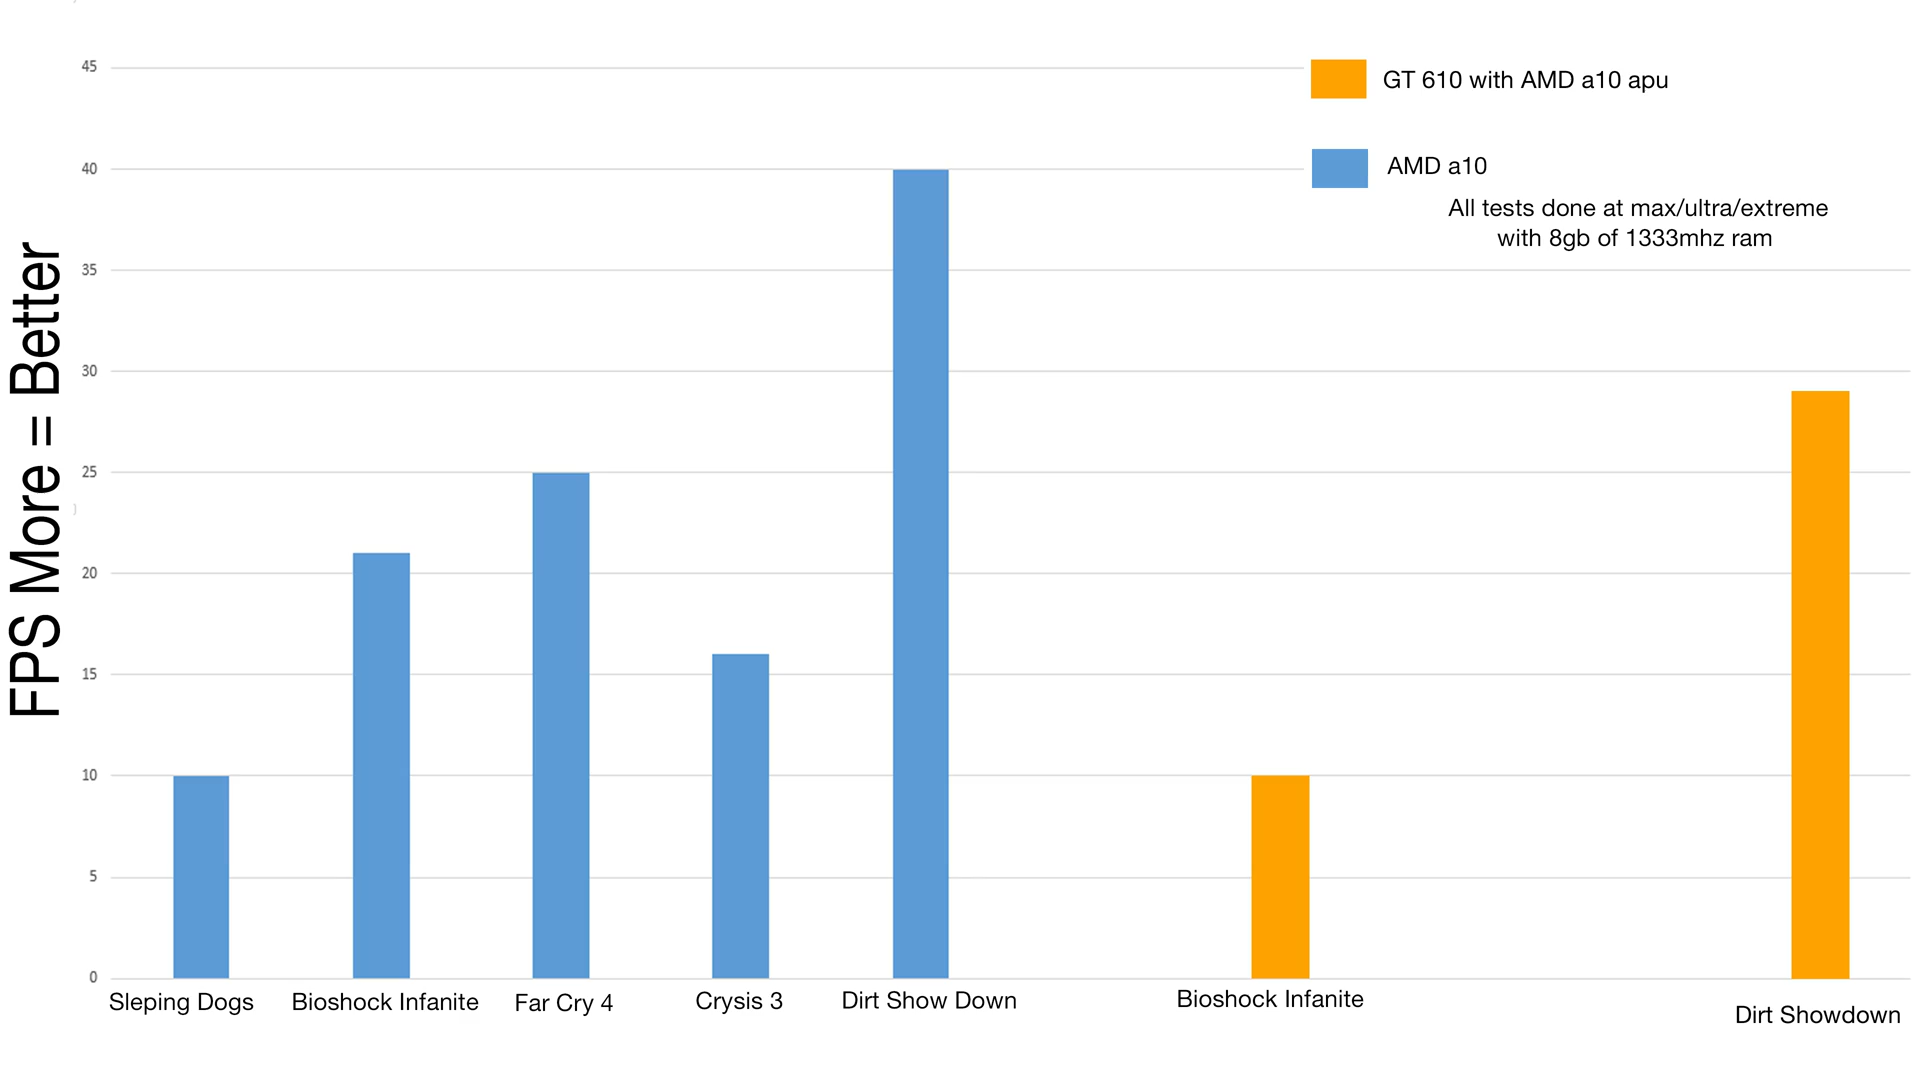 45
GT 610 with AMD a10 apu
40
AMD a10
All tests done at max/ultra/extreme
with 8gb of 1333mhz ram
35
30
25
20
15
10
5
0
FPS More = Better
Sleping Dogs
Bioshock Infanite
Far Cry 4
Crysis 3
Dirt Show Down
Bioshock Infanite
Dirt Showdown